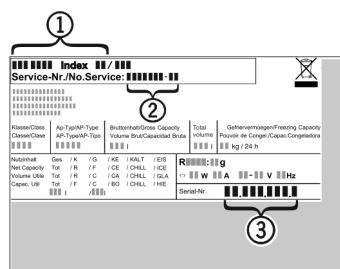 1
Index /
Service-Nr./No.Service: -
2
Klasse/Class Ap-Typ/AP-Type Bruttoinhalt/Gross Capacity Total Gefriervermoegen/Freezing Capacity
Classe/Clase AP-Type/AP-Tipo Volume Brut/Capacidad Bruta volume Pouvoir de Congel./Capac.Congeladora
l l kg / 24 h
Nutzinhalt Ges / K / G / KE / KALT / EIS
Net.Capacity Tot / R / F / CE / CHILL / ICE
Volume Utile Tot / R / C / CA / CHILL / GLA
Capac. Util Tot / F / C / BO / CHILL / HIE
l / l
R : g
W A - V Hz
Serial-Nr. . . .
3